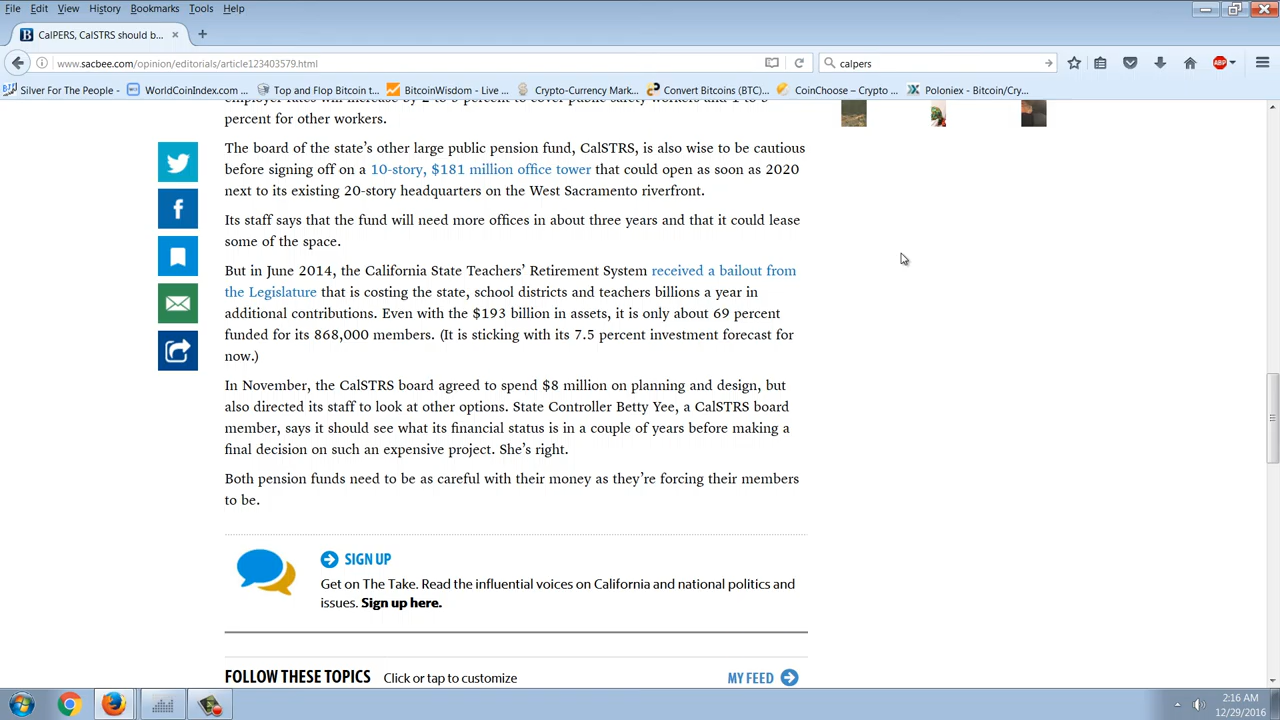 File Edit View History Bookmarks Tools Help
B CalPERS, CalSTRS should b...
www.sacbee.com/opinion/editorials/article123403579.html
calpers
ABP
Silver For The People - ...
WorldCoinIndex.com ...
Top and Flop Bitcoin t...
BitcoinWisdom - Live ...
Crypto-Currency Mark...
Convert Bitcoins (BTC)...
CoinChoose – Crypto ...
Poloniex - Bitcoin/Cry...
percent for other workers.
The board of the state’s other large public pension fund, CalSTRS, is also wise to be cautious
before signing off on a 10-story, $181 million office tower that could open as soon as 2020
next to its existing 20-story headquarters on the West Sacramento riverfront.
Its staff says that the fund will need more offices in about three years and that it could lease
some of the space.
But in June 2014, the California State Teachers’ Retirement System received a bailout from
the Legislature that is costing the state, school districts and teachers billions a year in
additional contributions. Even with the $193 billion in assets, it is only about 69 percent
funded for its 868,000 members. (It is sticking with its 7.5 percent investment forecast for
now.)
In November, the CalSTRS board agreed to spend $8 million on planning and design, but
also directed its staff to look at other options. State Controller Betty Yee, a CalSTRS board
member, says it should see what its financial status is in a couple of years before making a
final decision on such an expensive project. She’s right.
Both pension funds need to be as careful with their money as they’re forcing their members
to be.
SIGN UP
Get on The Take. Read the influential voices on California and national politics and
issues. Sign up here.
FOLLOW THESE TOPICS Click or tap to customize
MY FEED
2:16 AM
12/29/2016